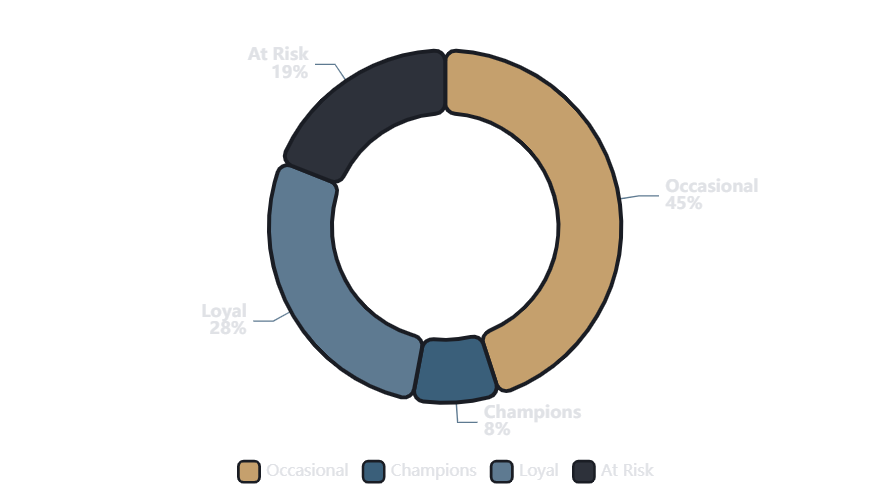 At Risk
19%
Occasional
45%
Loyal
28%
Champions
8%
Occasional Champions Loyal At Risk